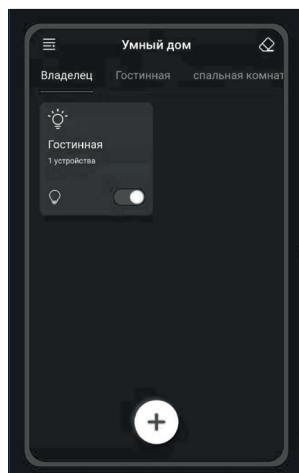 Умный дом
Владелец Гостинная спальная комнат
Гостинная
1 устройства